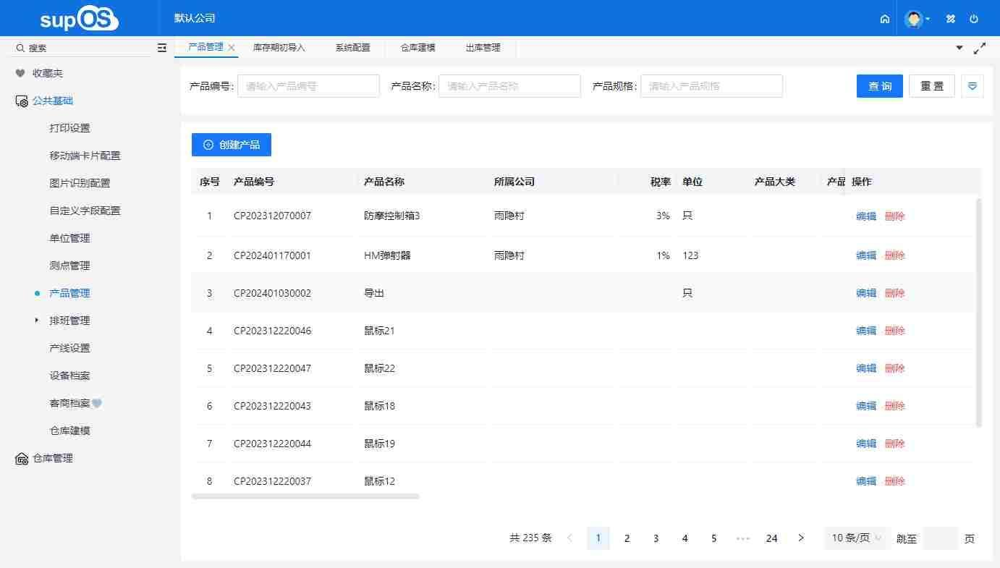 supOS 默认公司
搜索 产品管理 库存期初导入 系统配置 仓库建模 出库管理
收藏夹
公共基础
打印设置
移动端卡片配置
图片识别配置
自定义字段配置
单位管理
测点管理
产品管理
排班管理
产线设置
设备档案
客商档案
仓库建模
仓库管理
产品编号: 请输入产品编号 产品名称: 请输入产品名称 产品规格: 请输入产品规格 查 询 重 置
创建产品
序号 产品编号 产品名称 所属公司 税率 单位 产品大类 产品 操作
1 CP202312070007 防摩控制箱3 雨隐村 3% 只 编辑 删除
2 CP202401170001 HM弹射器 雨隐村 1% 123 编辑 删除
3 CP202401030002 导出 只 编辑 删除
4 CP202312220046 鼠标21 编辑 删除
5 CP202312220047 鼠标22 编辑 删除
6 CP202312220043 鼠标18 编辑 删除
7 CP202312220044 鼠标19 编辑 删除
8 CP202312220037 鼠标12 编辑 删除
共 235 条 1 2 3 4 5 ••• 24 10 条/页 跳至 页